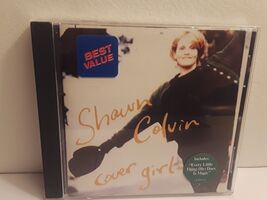 BEST
VALUE
Shawn
Colvin
cover girl
Includes:
"Every Little
Thing (He) Does
Is Magic"